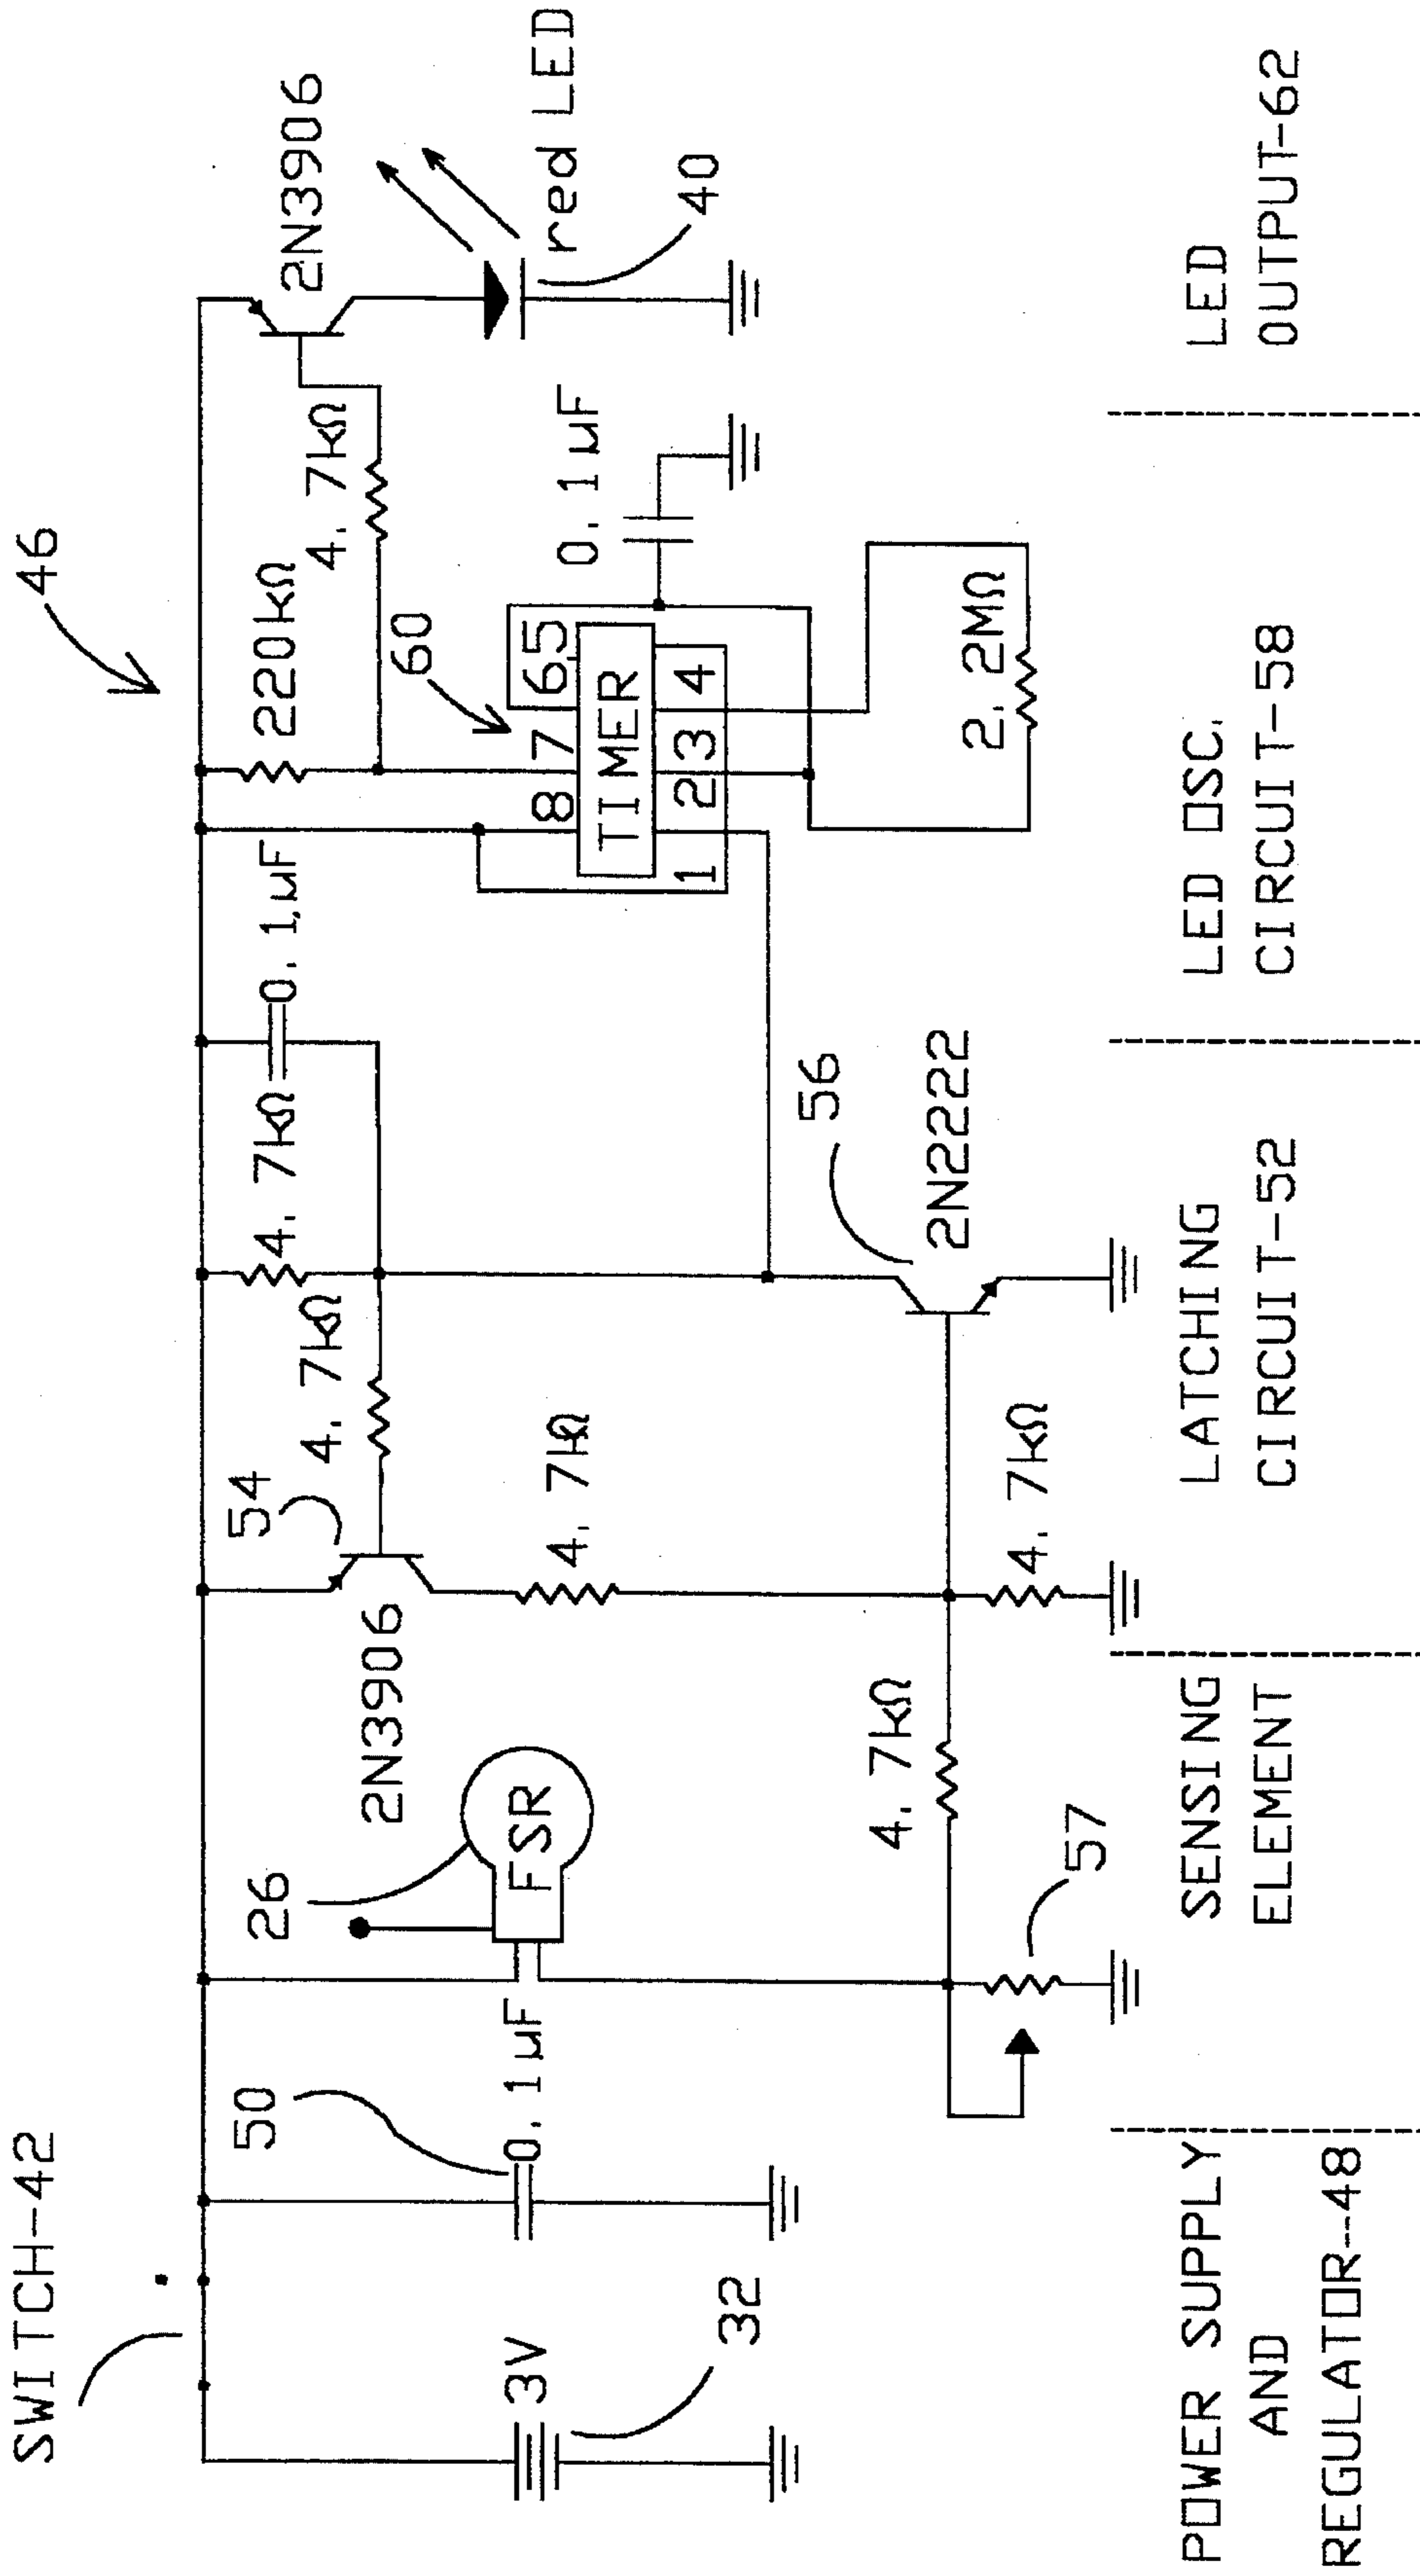 SWITCH-42
46
50
0.1µF
3V
32
26
FSR
57
54
2N3906
4.7kΩ
4.7kΩ
0.1µF
4.7kΩ
4.7kΩ
4.7kΩ
56
2N2222
220kΩ
4.7kΩ
60
8 7 65
TIMER
1 2 3 4
0.1µF
2.2MΩ
2N3906
red LED
40
POWER SUPPLY
AND
REGULATOR--48
SENSING
ELEMENT
LATCHING
CIRCUIT-52
LED OSC.
CIRCUIT-58
LED
OUTPUT-62